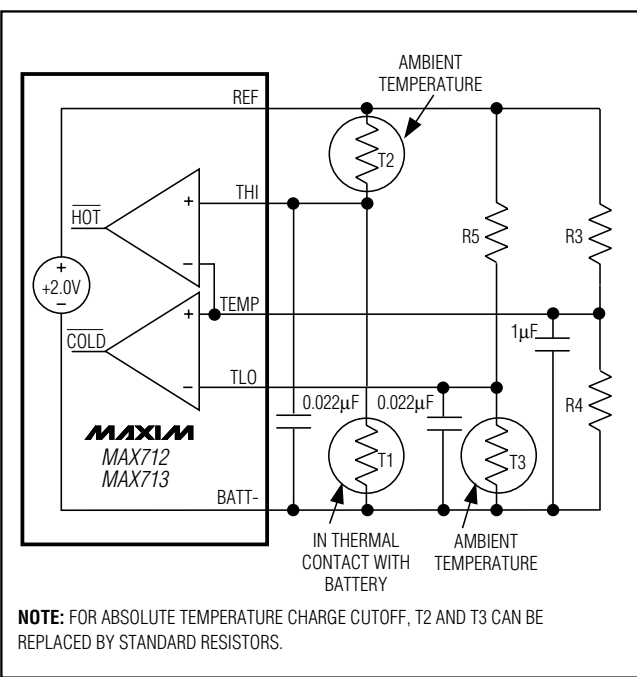 AMBIENT
TEMPERATURE
REF
T2
THI
+
HOT
R5
R3
−
+
+2.0V
−
TEMP
+
COLD
1µF
TLO
−
0.022µF
0.022µF
R4
MAXIM
MAX712
MAX713
T1
T3
BATT-
IN THERMAL
CONTACT WITH
BATTERY
AMBIENT
TEMPERATURE
NOTE: FOR ABSOLUTE TEMPERATURE CHARGE CUTOFF, T2 AND T3 CAN BE
REPLACED BY STANDARD RESISTORS.